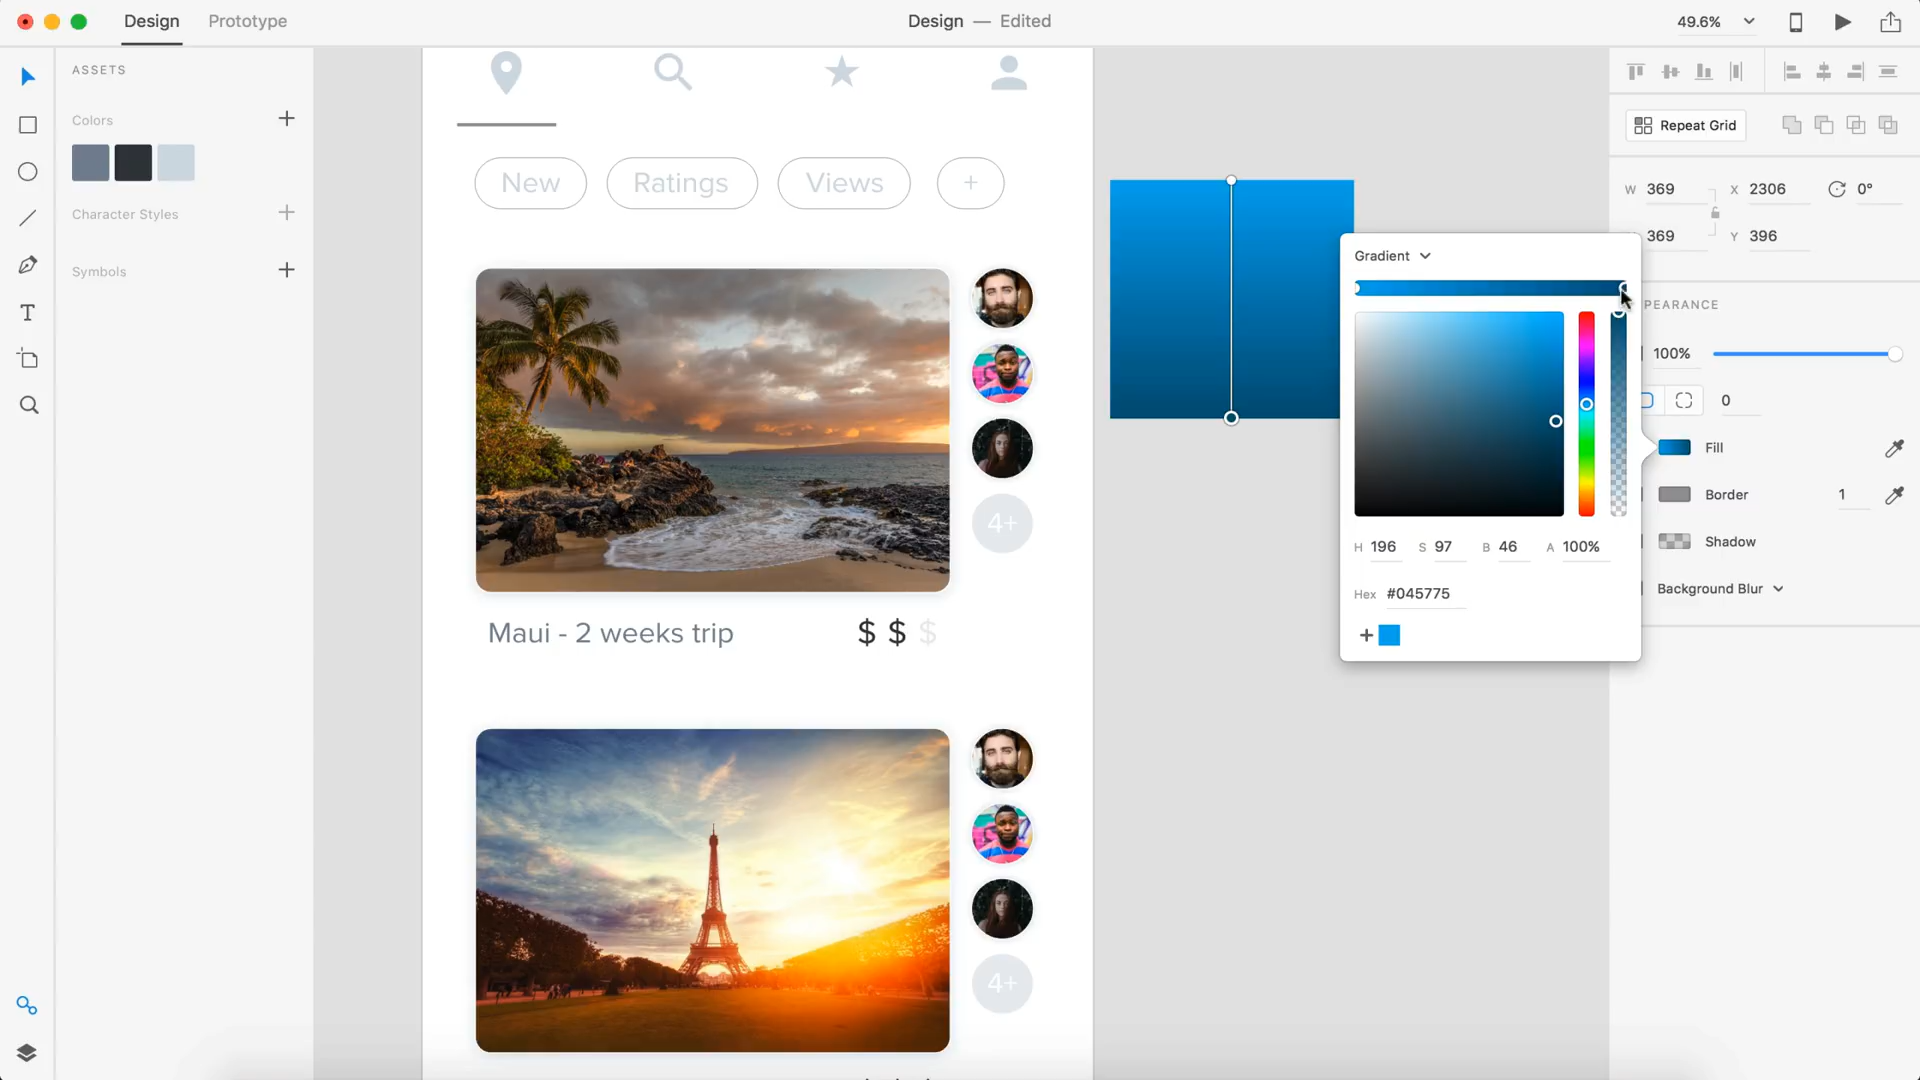 Design
Prototype
Design — Edited
49.6%
ASSETS
Colors
Character Styles
Symbols
New
Ratings
Views
+
4+
Maui - 2 weeks trip
$ $ $
4+
Repeat Grid
W 369
X 2306
0°
369
Y 396
PEARANCE
100%
0
Fill
Border
1
Shadow
Background Blur
Gradient
H 196 S 97 B 46 A 100%
Hex #045775